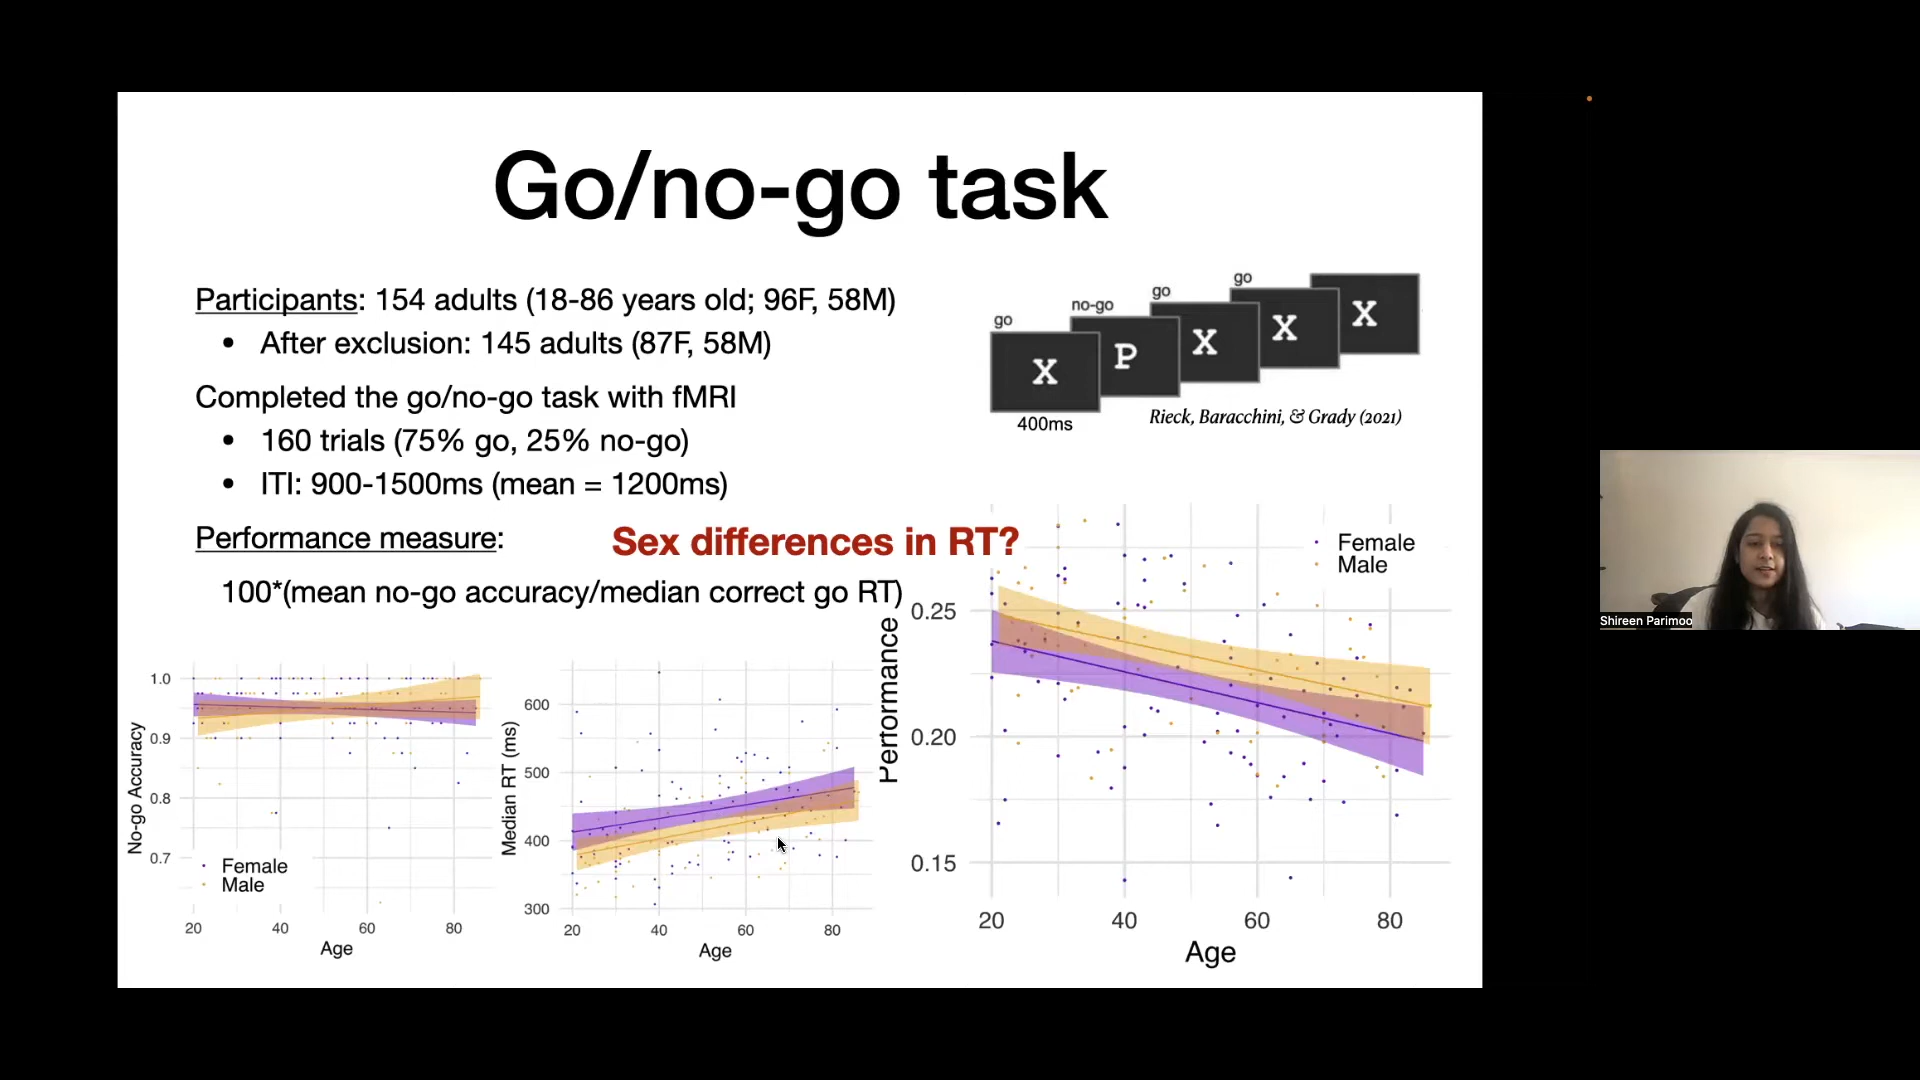 Go/no-go task
Participants: 154 adults (18-86 years old; 96F, 58M)
• After exclusion: 145 adults (87F, 58M)
Completed the go/no-go task with fMRI
• 160 trials (75% go, 25% no-go)
• ITI: 900-1500ms (mean = 1200ms)
Performance measure:
Sex differences in RT?
100*(mean no-go accuracy/median correct go RT)
go
no-go
go
go
X
P
X
X
X
400ms
Rieck, Baracchini, & Grady (2021)
No-go Accuracy
1.0
0.9
0.8
0.7
Female
Male
20 40 60 80
Age
Median RT (ms)
600
500
400
300
20 40 60 80
Age
Performance
0.25
0.20
0.15
Female
Male
20 40 60 80
Age
Shireen Parimoo